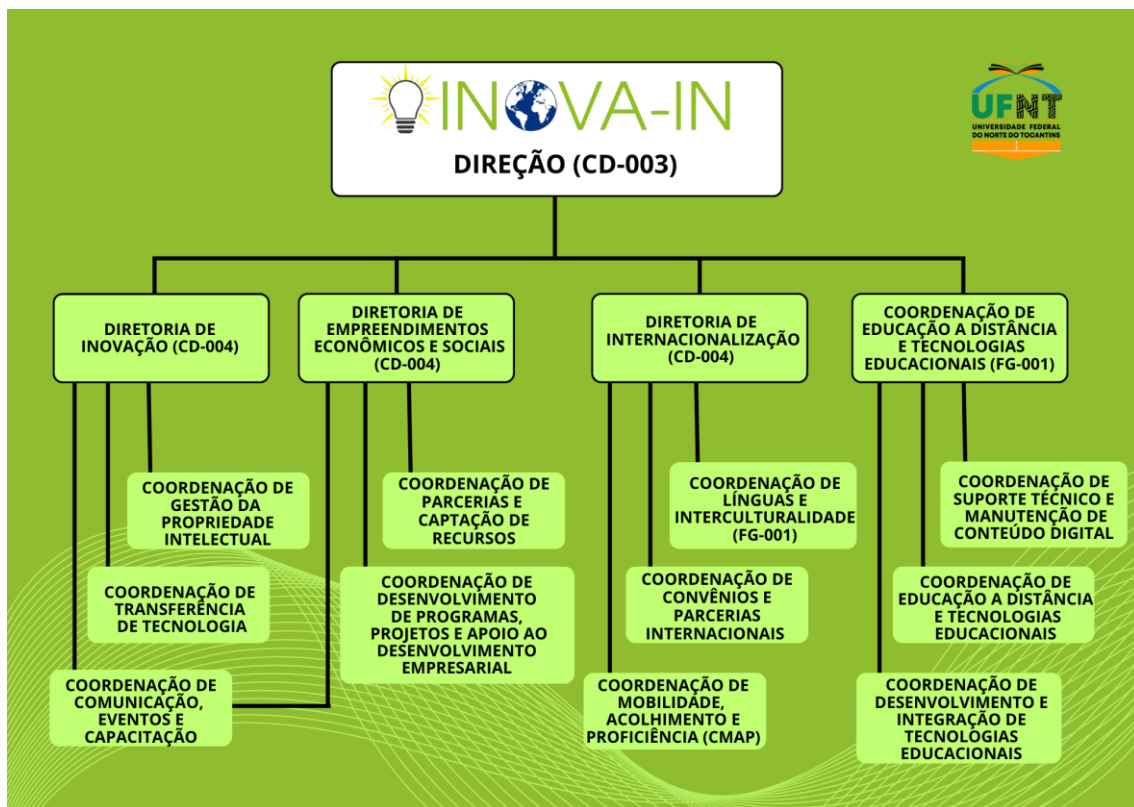 INOVA-IN
DIREÇÃO (CD-003)
UFNT
UNIVERSIDADE FEDERAL
DO NORTE DO TOCANTINS
DIRETORIA DE
INOVAÇÃO (CD-004)
DIRETORIA DE
EMPREENDIMENTOS
ECONÔMICOS E SOCIAIS
(CD-004)
DIRETORIA DE
INTERNACIONALIZAÇÃO
(CD-004)
COORDENAÇÃO DE
EDUCAÇÃO A DISTÂNCIA
E TECNOLOGIAS
EDUCACIONAIS (FG-001)
COORDENAÇÃO DE
GESTÃO DA
PROPRIEDADE
INTELECTUAL
COORDENAÇÃO DE
PARCERIAS E
CAPTAÇÃO DE
RECURSOS
COORDENAÇÃO DE
LÍNGUAS E
INTERCULTURALIDADE
(FG-001)
COORDENAÇÃO DE
SUPORTE TÉCNICO E
MANUTENÇÃO DE
CONTEÚDO DIGITAL
COORDENAÇÃO DE
TRANSFERÊNCIA
DE TECNOLOGIA
COORDENAÇÃO DE
DESENVOLVIMENTO
DE PROGRAMAS,
PROJETOS E APOIO AO
DESENVOLVIMENTO
EMPRESARIAL
COORDENAÇÃO DE
CONVÊNIOS E
PARCERIAS
INTERNACIONAIS
COORDENAÇÃO DE
EDUCAÇÃO A DISTÂNCIA
E TECNOLOGIAS
EDUCACIONAIS
COORDENAÇÃO DE
COMUNICAÇÃO,
EVENTOS E
CAPACITAÇÃO
COORDENAÇÃO DE
MOBILIDADE,
ACOLHIMENTO E
PROFICIÊNCIA (CMAP)
COORDENAÇÃO DE
DESENVOLVIMENTO E
INTEGRAÇÃO DE
TECNOLOGIAS
EDUCACIONAIS